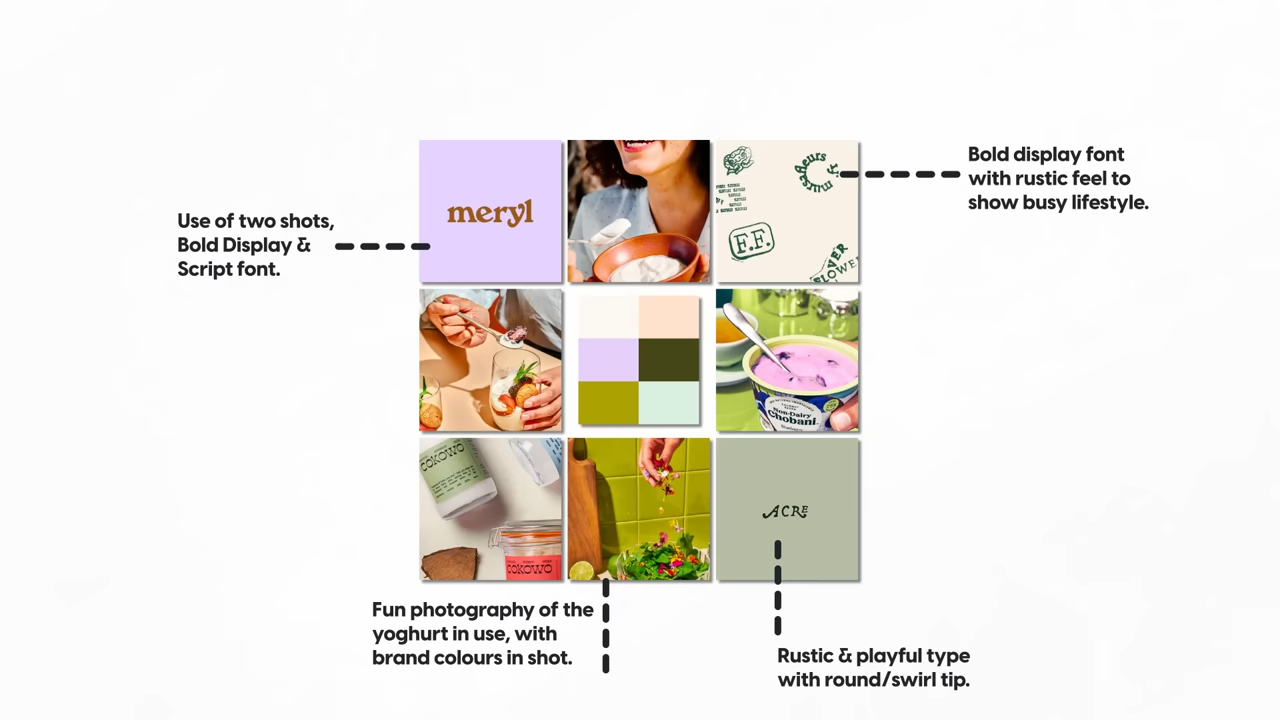 Bold display font
with rustic feel to
show busy lifestyle.
Use of two shots,
Bold Display &
Script font.
meryl
F.F.
Non-Dairy
Chobani
COKOWO
COKOWO
ACRE
Fun photography of the
yoghurt in use, with
brand colours in shot.
Rustic & playful type
with round/swirl tip.